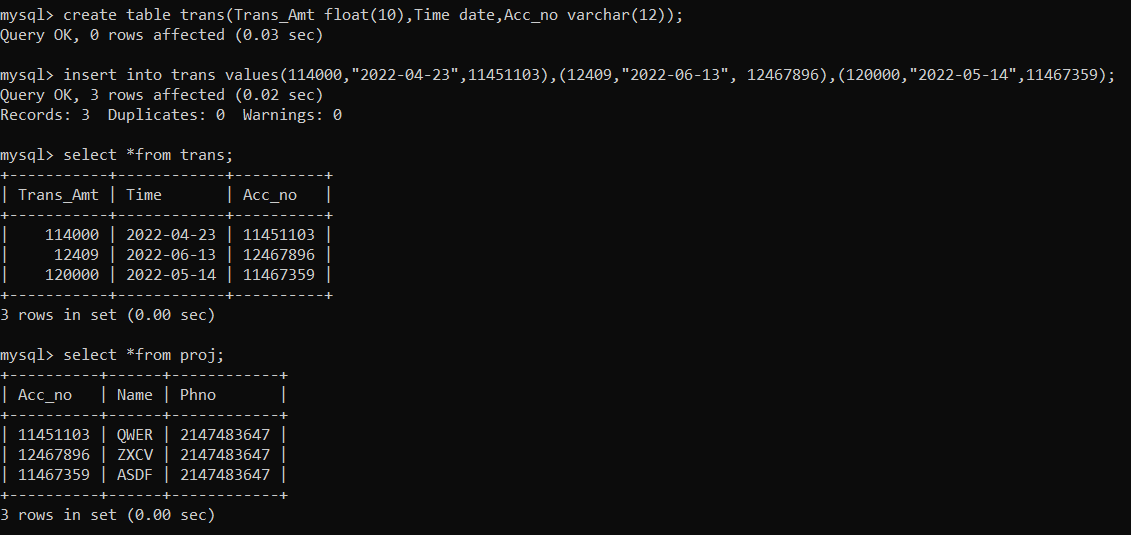 mysql> create table trans(Trans_Amt float(10),Time date,Acc_no varchar(12));
Query OK, 0 rows affected (0.03 sec)
mysql> insert into trans values(114000,"2022-04-23",11451103),(12409,"2022-06-13", 12467896),(120000,"2022-05-14",11467359);
Query OK, 3 rows affected (0.02 sec)
Records: 3  Duplicates: 0  Warnings: 0
mysql> select *from trans;
+-----------+------------+----------+
| Trans_Amt | Time       | Acc_no   |
+-----------+------------+----------+
|    114000 | 2022-04-23 | 11451103 |
|     12409 | 2022-06-13 | 12467896 |
|    120000 | 2022-05-14 | 11467359 |
+-----------+------------+----------+
3 rows in set (0.00 sec)
mysql> select *from proj;
+----------+------+------------+
| Acc_no   | Name | Phno       |
+----------+------+------------+
| 11451103 | QWER | 2147483647 |
| 12467896 | ZXCV | 2147483647 |
| 11467359 | ASDF | 2147483647 |
+----------+------+------------+
3 rows in set (0.00 sec)